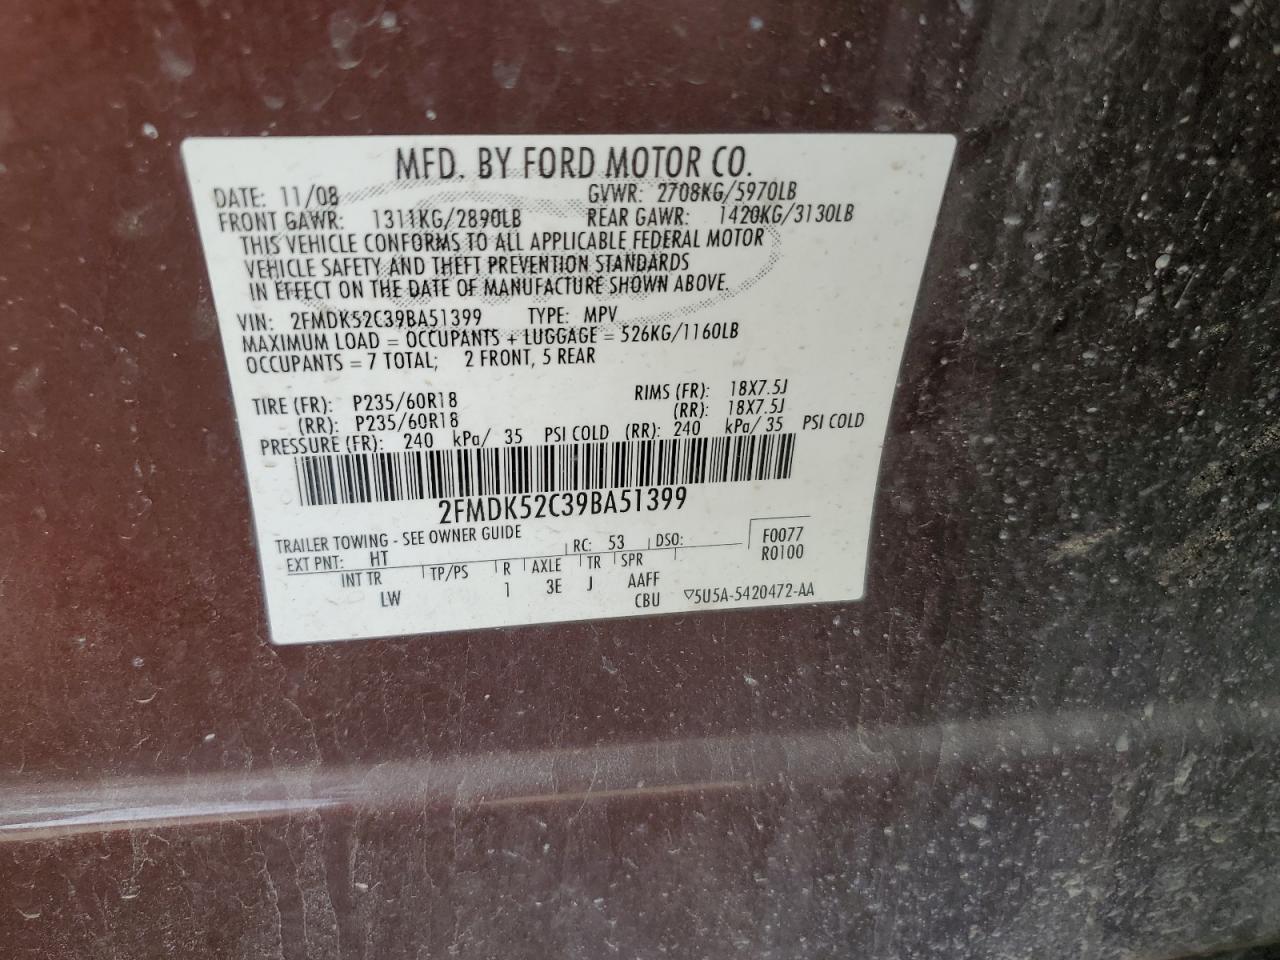 MFD. BY FORD MOTOR CO.
DATE: 11/08 GVWR: 2708KG/5970LB
FRONT GAWR: 1311KG/2890LB REAR GAWR: 1420KG/3130LB
THIS VEHICLE CONFORMS TO ALL APPLICABLE FEDERAL MOTOR
VEHICLE SAFETY AND THEFT PREVENTION STANDARDS
IN EFFECT ON THE DATE OF MANUFACTURE SHOWN ABOVE.
VIN: 2FMDK52C39BA51399 TYPE: MPV
MAXIMUM LOAD = OCCUPANTS + LUGGAGE = 526KG/1160LB
OCCUPANTS = 7 TOTAL; 2 FRONT, 5 REAR
TIRE (FR): P235/60R18 RIMS (FR): 18X7.5J
(RR): P235/60R18 (RR): 18X7.5J
PRESSURE (FR): 240 kPa/ 35 PSI COLD (RR): 240 kPa/ 35 PSI COLD
2FMDK52C39BA51399
TRAILER TOWING - SEE OWNER GUIDE
EXT PNT: HT RC: 53 DSO: F0077
R0100
INT TR TP/PS R AXLE TR SPR
LW 1 3E J AAFF
CBU ▽5U5A-5420472-AA